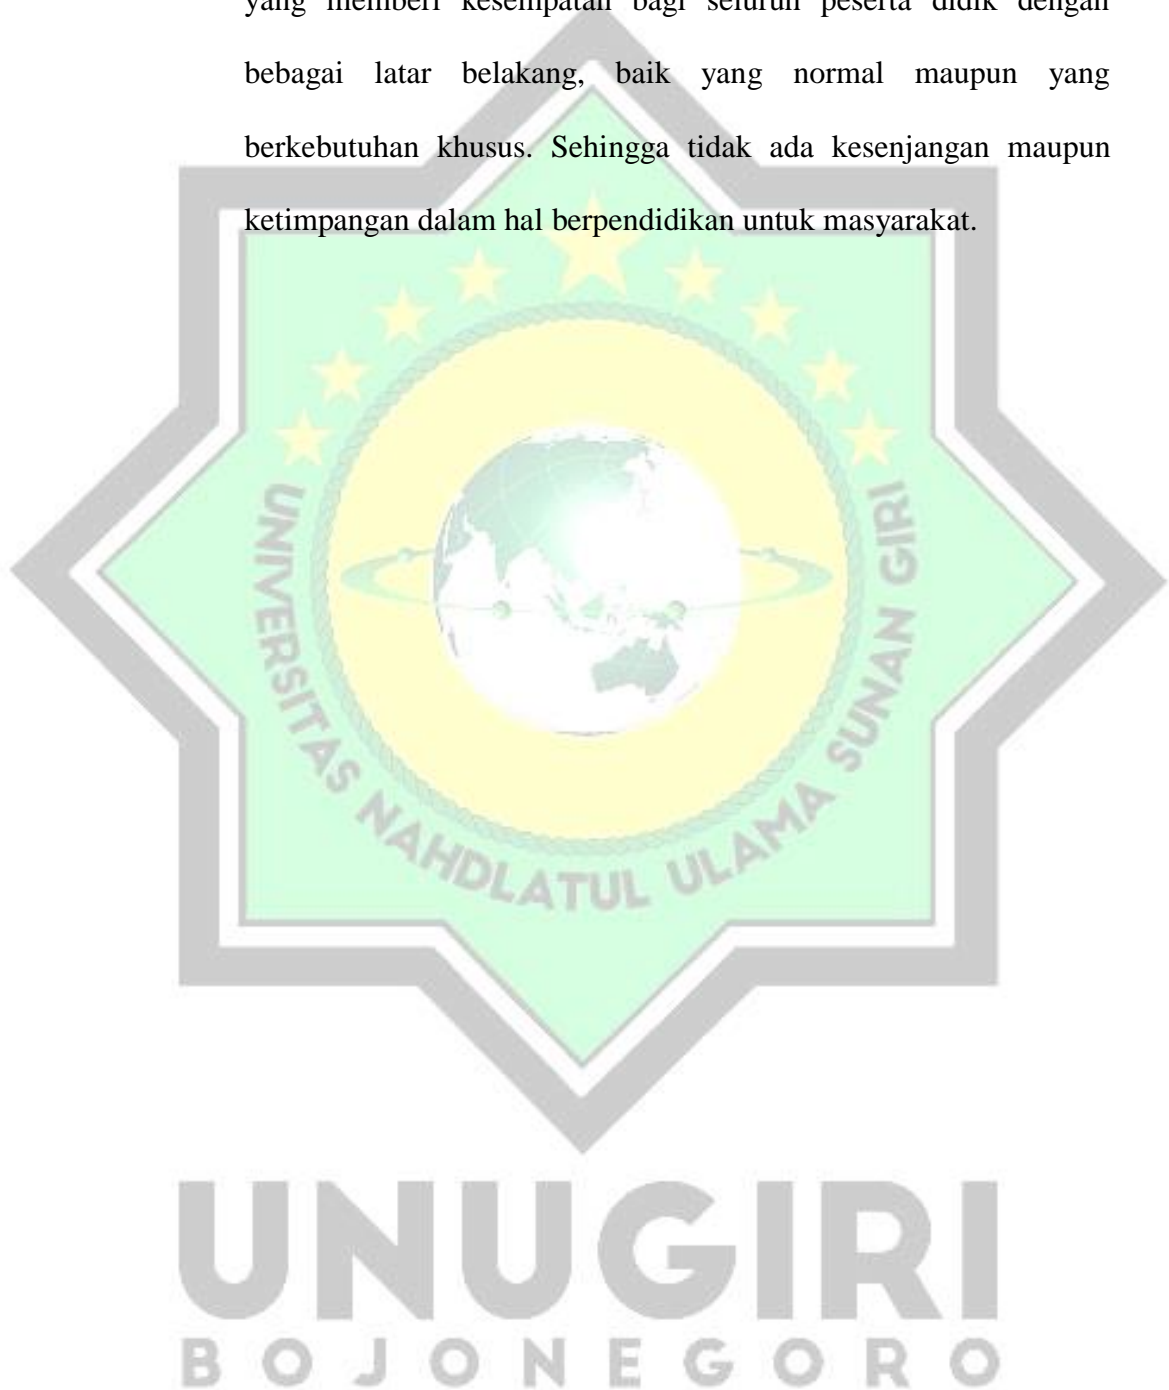 yang memberi kesempatan bagi seluruh peserta didik dengan
bebagai latar belakang, baik yang normal maupun yang
berkebutuhan khusus. Sehingga tidak ada kesenjangan maupun
ketimpangan dalam hal berpendidikan untuk masyarakat.
UNIVERSITAS NAHDLATUL ULAMA SUNAN GIRI
UNUGIRI
BOJONEGORO